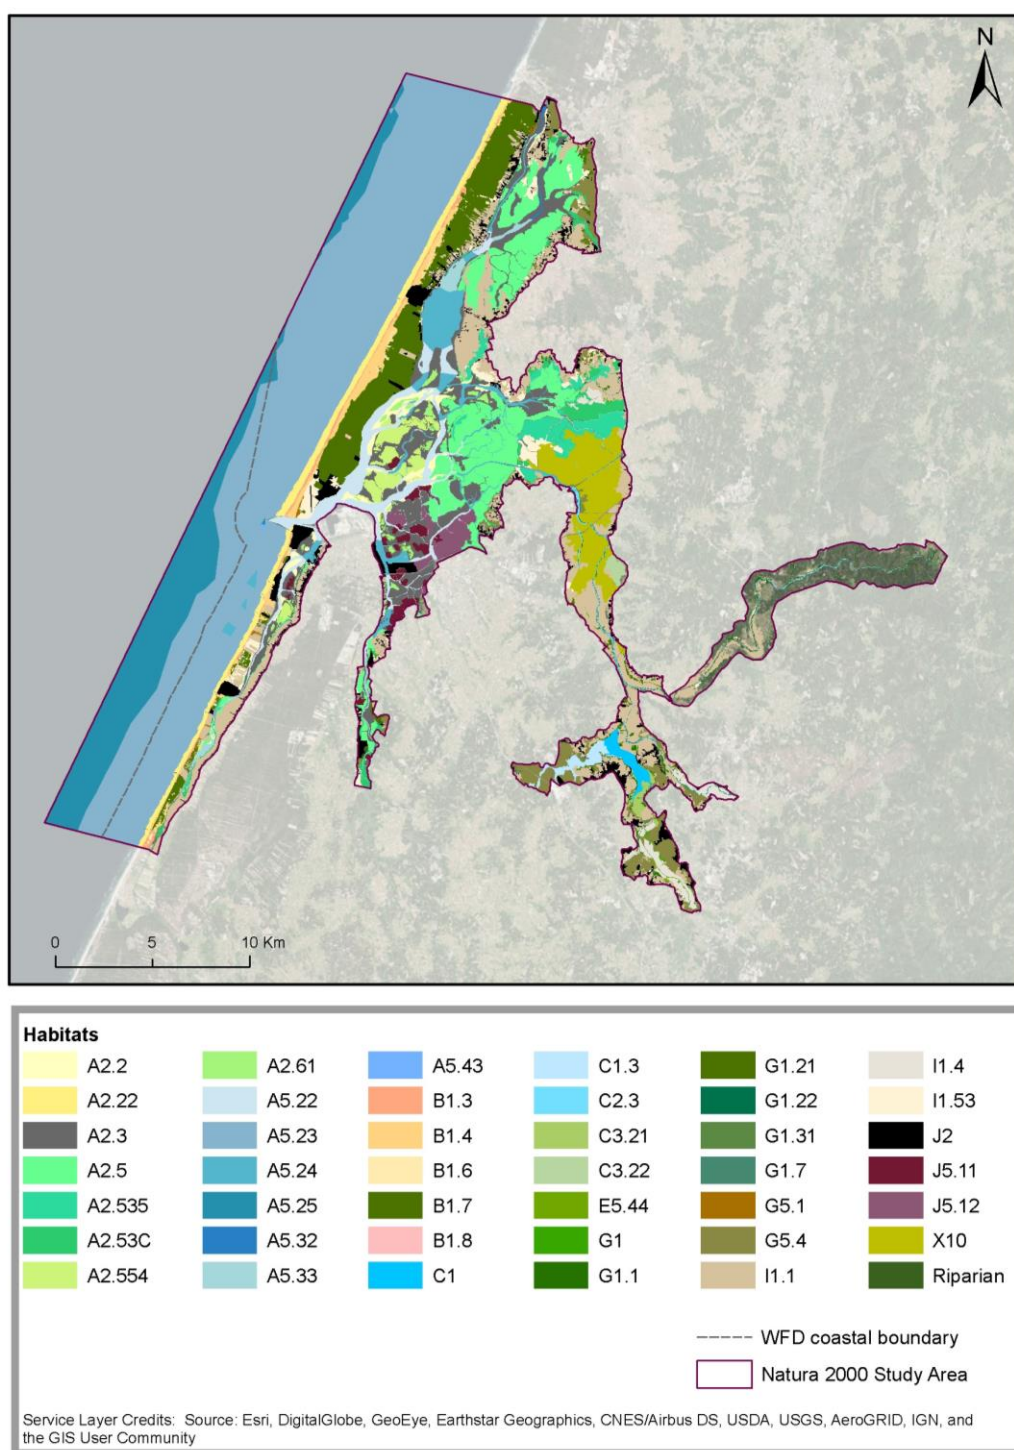 N
0 5 10 Km
Habitats
A2.2 A2.61 A5.43 C1.3 G1.21 I1.4
A2.22 A5.22 B1.3 C2.3 G1.22 I1.53
A2.3 A5.23 B1.4 C3.21 G1.31 J2
A2.5 A5.24 B1.6 C3.22 G1.7 J5.11
A2.535 A5.25 B1.7 E5.44 G5.1 J5.12
A2.53C A5.32 B1.8 G1 G5.4 X10
A2.554 A5.33 C1 G1.1 I1.1 Riparian
WFD coastal boundary
Natura 2000 Study Area
Service Layer Credits: Source: Esri, DigitalGlobe, GeoEye, Earthstar Geographics, CNES/Airbus DS, USDA, USGS, AeroGRID, IGN, and
the GIS User Community